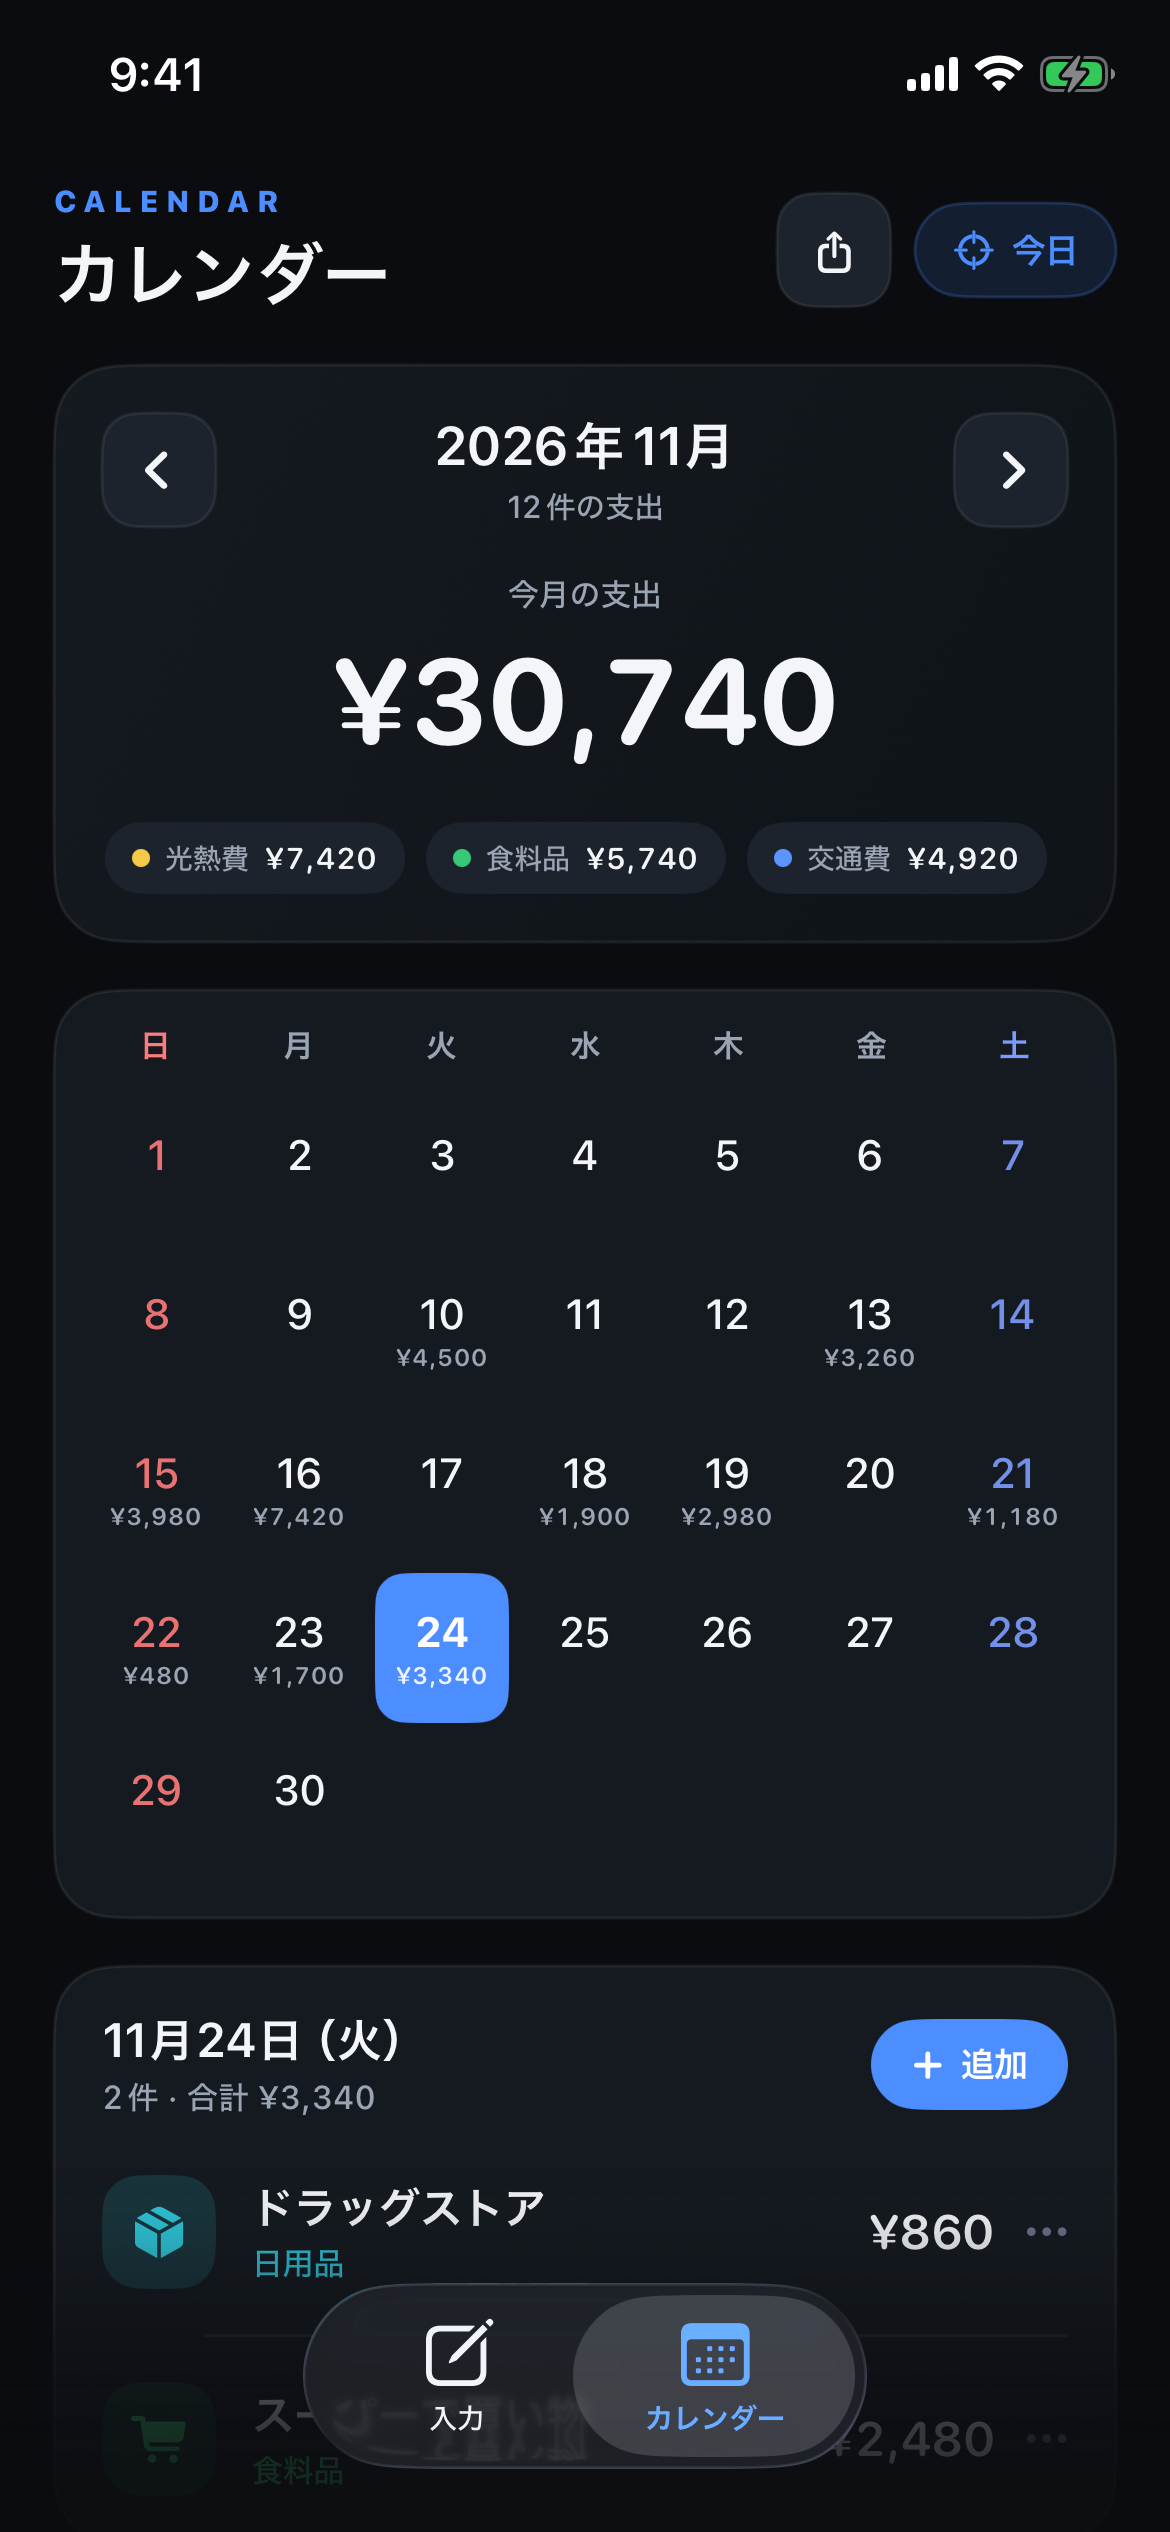 9:41
CALENDAR
カレンダー
今日
2026年11月
12件の支出
今月の支出
¥30,740
光熱費 ¥7,420 食料品 ¥5,740 交通費 ¥4,920
日 月 火 水 木 金 土
1 2 3 4 5 6 7
8 9 10 11 12 13 14
¥4,500 ¥3,260
15 16 17 18 19 20 21
¥3,980 ¥7,420 ¥1,900 ¥2,980 ¥1,180
22 23 24 25 26 27 28
¥480 ¥1,700 ¥3,340
29 30
11月24日（火）
2件 · 合計 ¥3,340
追加
ドラッグストア
日用品
¥860
¥2,480
食料品
入力
カレンダー